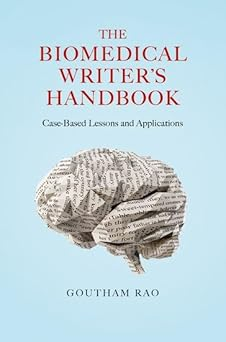 THE
BIOMEDICAL
WRITER'S
HANDBOOK
Case-Based Lessons and Applications
GOUTHAM RAO